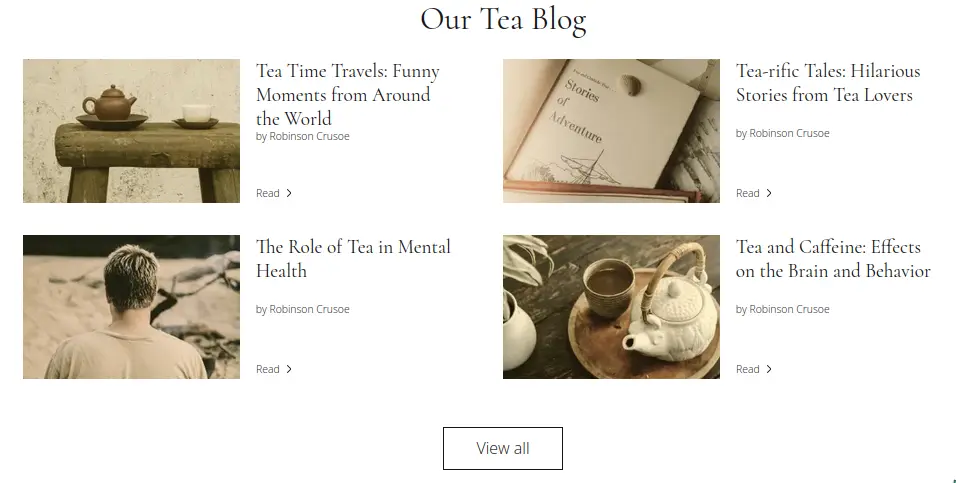 Our Tea Blog
Tea Time Travels: Funny
Moments from Around
the World
by Robinson Crusoe
Read
Stories
of
Adventure
Tea-rific Tales: Hilarious
Stories from Tea Lovers
by Robinson Crusoe
Read
The Role of Tea in Mental
Health
by Robinson Crusoe
Read
Tea and Caffeine: Effects
on the Brain and Behavior
by Robinson Crusoe
Read
View all